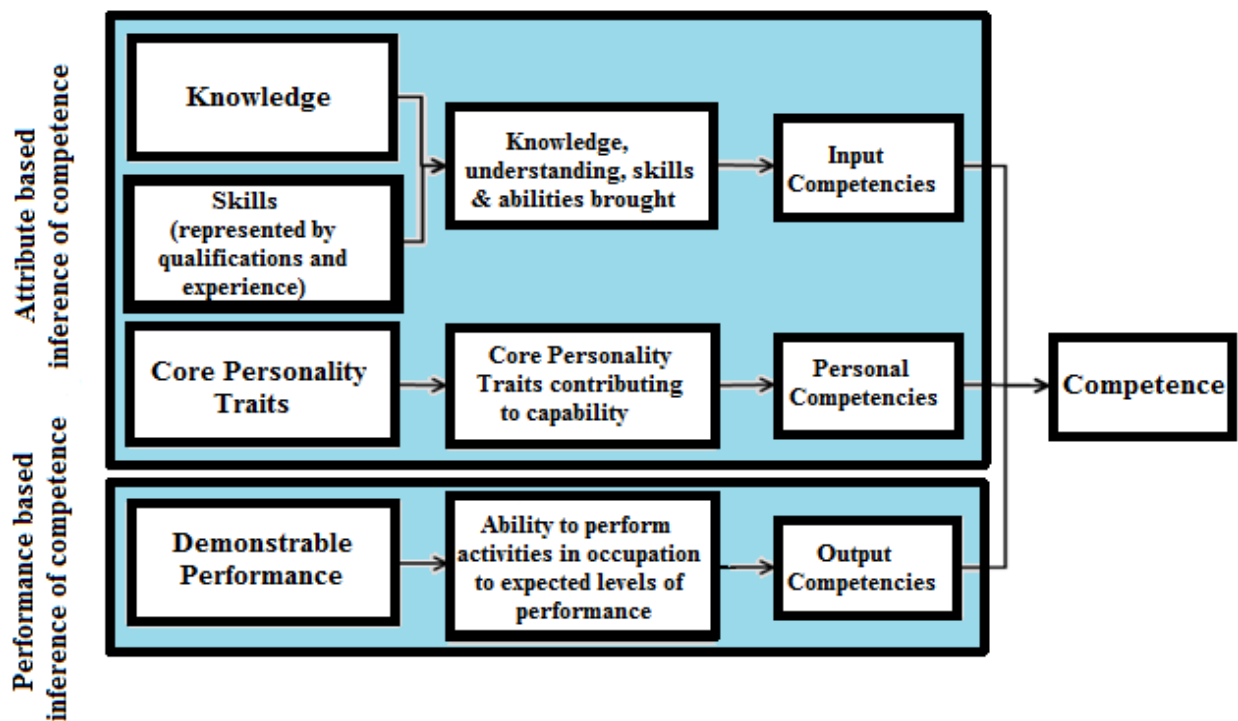 Attribute based
inference of competence
Knowledge
Skills
(represented by
qualifications and
experience)
Knowledge,
understanding, skills
& abilities brought
Input
Competencies
Core Personality
Traits
Core Personality
Traits contributing
to capability
Personal
Competencies
Competence
Performance based
inference of competence
Demonstrable
Performance
Ability to perform
activities in occupation
to expected levels of
performance
Output
Competencies